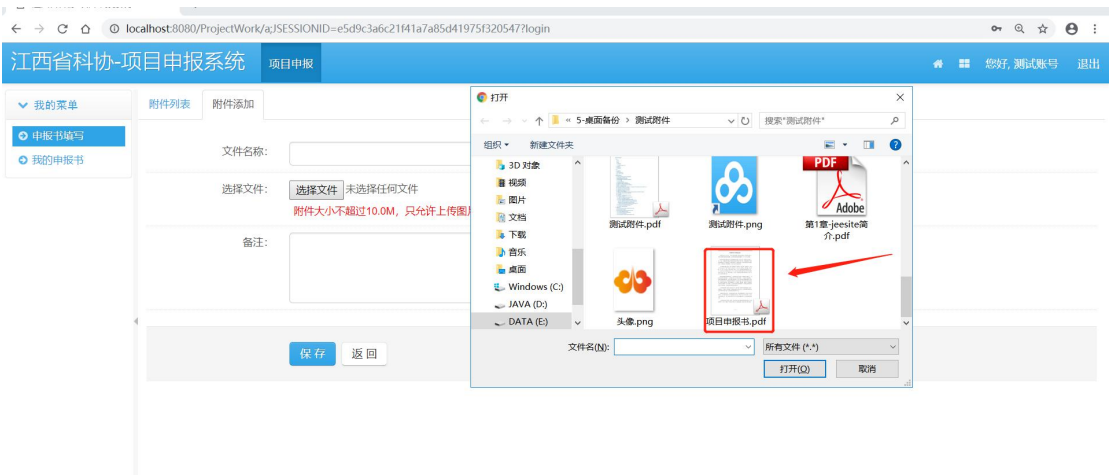 localhost:8080/ProjectWork/a;JSESSIONID=e5d9c3a6c21f41a7a85d41975f320547?login
江西省科协-项目申报系统 项目申报 您好, 测试账号 退出
我的菜单
申报书填写
我的申报书
附件列表 附件添加
文件名称:
选择文件: 选择文件 未选择任何文件
附件大小不超过10.0M，只允许上传图
备注:
保存 返回
打开
« 5-桌面备份 › 测试附件 搜索"测试附件"
组织 新建文件夹
3D 对象
视频
图片
文档
下载
音乐
桌面
Windows (C:)
JAVA (D:)
DATA (E:)
测试附件.pdf
测试附件.png
PDF
Adobe
第1章-jeesite简
介.pdf
头像.png
项目申报书.pdf
文件名(N): 所有文件 (*.*)
打开(O) 取消